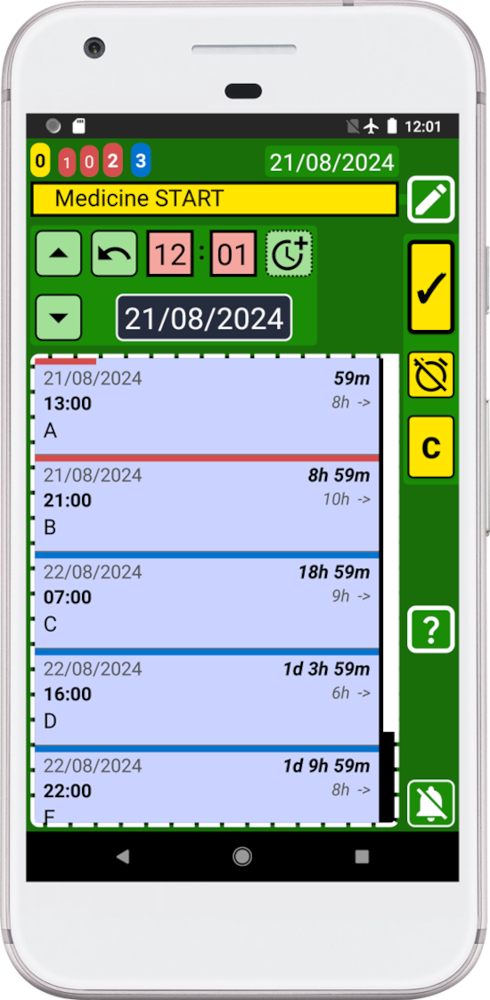 12:01
0 1 0 2 3 21/08/2024
Medicine START
12 : 01
21/08/2024
21/08/2024 59m
13:00 8h ->
A
C
21/08/2024 8h 59m
21:00 10h ->
B
22/08/2024 18h 59m
07:00 9h ->
C
?
22/08/2024 1d 3h 59m
16:00 6h ->
D
22/08/2024 1d 9h 59m
22:00 8h ->